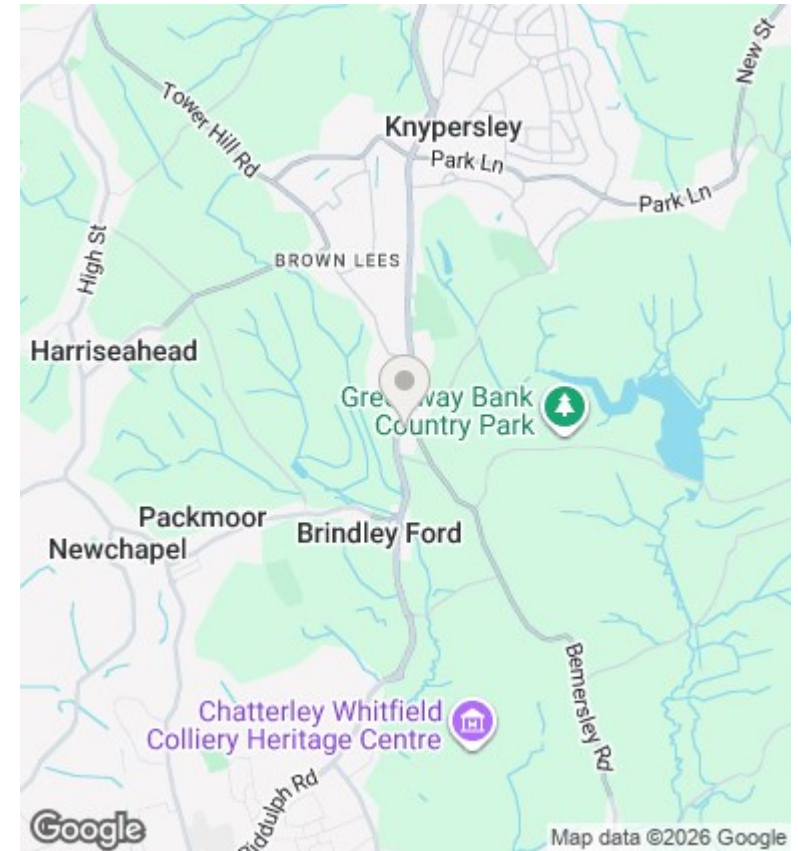 New St
Tower Hill Rd
Knypersley
Park Ln
Park Ln
High St
BROWN LEES
Harriseahead
Greenway Bank
Country Park
Packmoor
Newchapel
Brindley Ford
Bemersley Rd
Chatterley Whitfield
Colliery Heritage Centre
Biddulph Rd
Google
Map data ©2026 Google